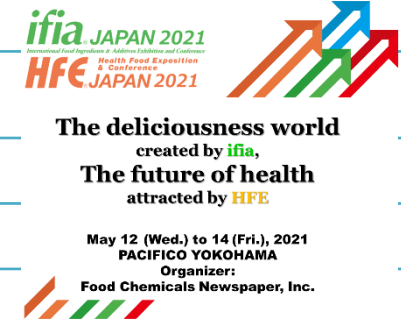 ifia JAPAN 2021
International Food Ingredients & Additives Exhibition and Conference
HFE JAPAN 2021
Health Food Exposition
& Conference
The deliciousness world
created by ifia,
The future of health
attracted by HFE
May 12 (Wed.) to 14 (Fri.), 2021
PACIFICO YOKOHAMA
Organizer:
Food Chemicals Newspaper, Inc.